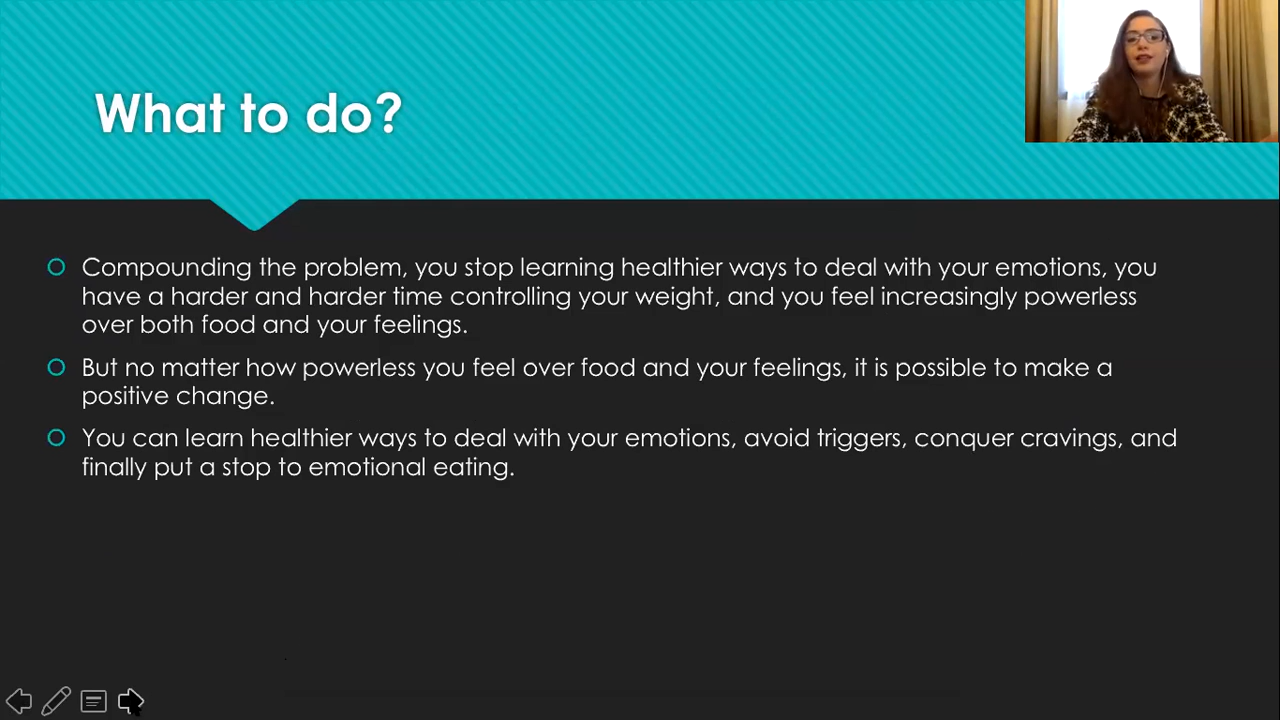 What to do?
Compounding the problem, you stop learning healthier ways to deal with your emotions, you
have a harder and harder time controlling your weight, and you feel increasingly powerless
over both food and your feelings.
But no matter how powerless you feel over food and your feelings, it is possible to make a
positive change.
You can learn healthier ways to deal with your emotions, avoid triggers, conquer cravings, and
finally put a stop to emotional eating.